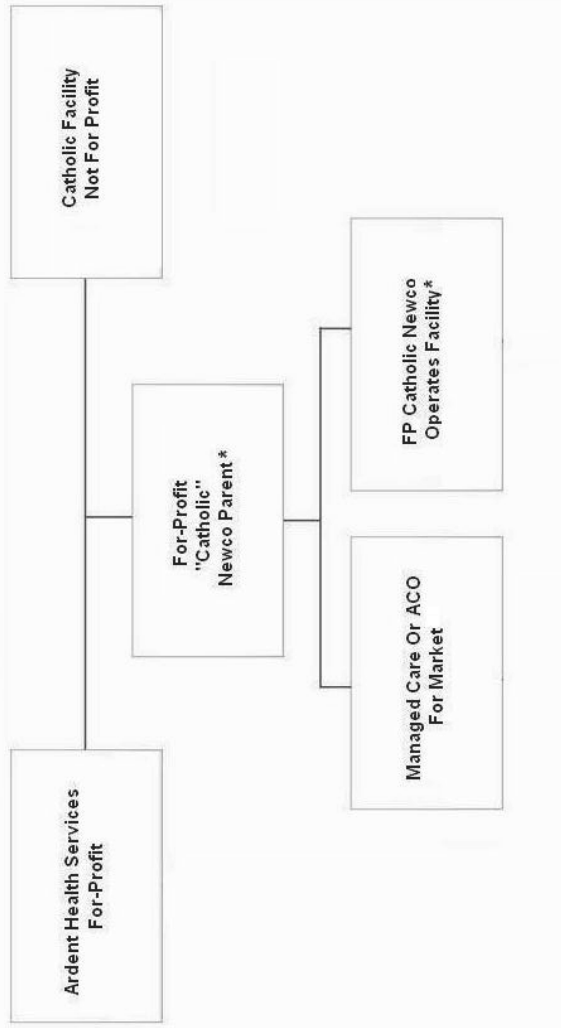 Ardent Health Services
For-Profit
Catholic Facility
Not For Profit
For-Profit
"Catholic"
Newco Parent*
Managed Care Or ACO
For Market
FP Catholic Newco
Operates Facility*